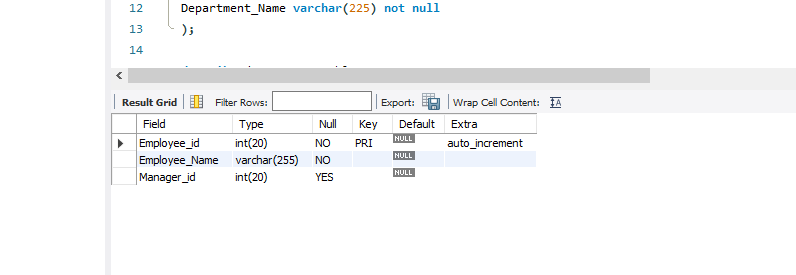 12 Department_Name varchar(225) not null
13 );
14
Result Grid Filter Rows: Export: Wrap Cell Content:
Field Type Null Key Default Extra
Employee_id int(20) NO PRI NULL auto_increment
Employee_Name varchar(255) NO NULL
Manager_id int(20) YES NULL